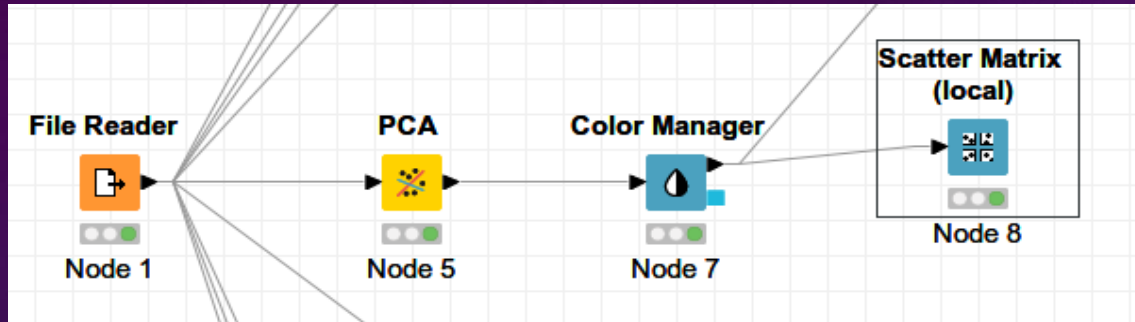 Scatter Matrix
(local)
File Reader
PCA
Color Manager
Node 1
Node 5
Node 7
Node 8